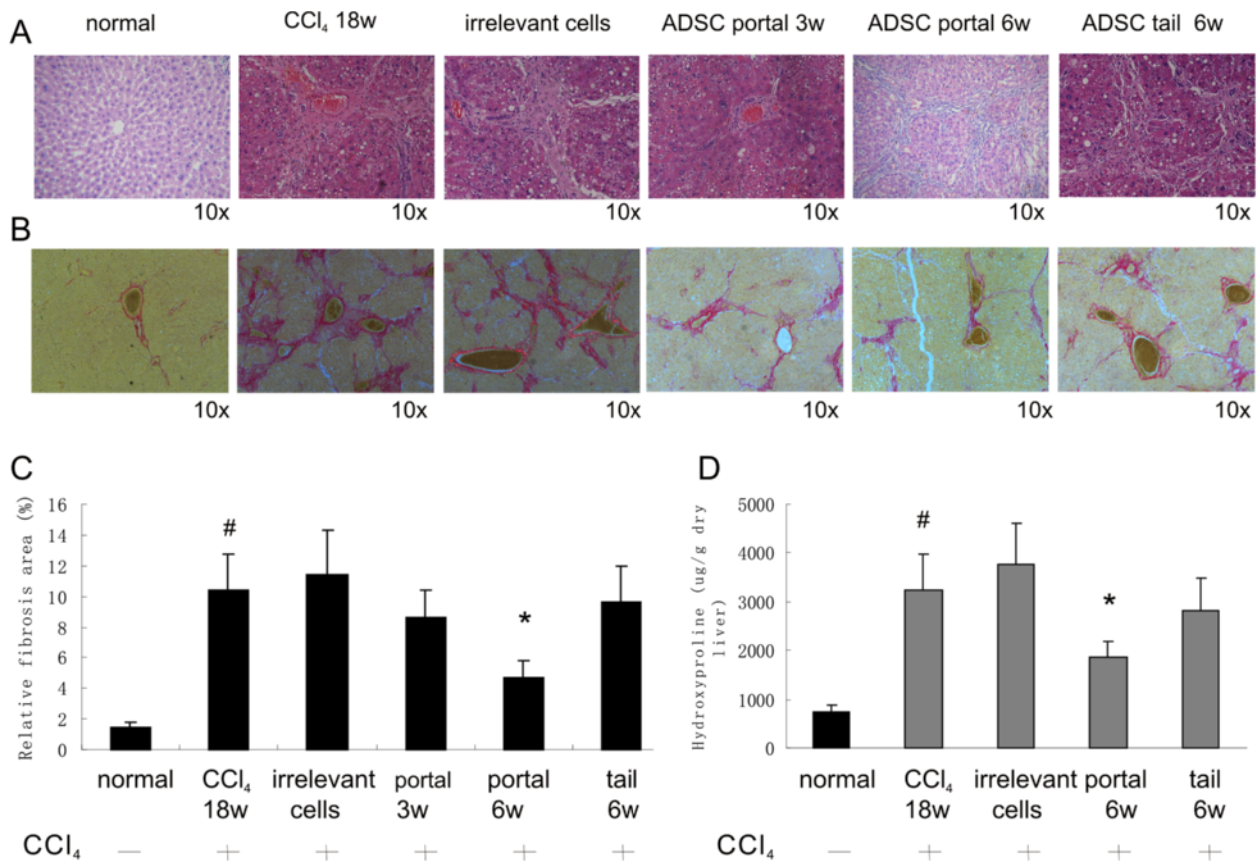 A
normal
CCl₄ 18w
irrelevant cells
ADSC portal 3w
ADSC portal 6w
ADSC tail 6w
10x
10x
10x
10x
10x
10x
B
10x
10x
10x
10x
10x
10x
C
Relative fibrosis area (%)
16
14
12
10
8
6
4
2
0
#
*
normal
CCl₄
18w
irrelevant
cells
portal
3w
portal
6w
tail
6w
CCl₄
— + + + + +
D
Hydroxyproline (ug/g dry
liver)
5000
4000
3000
2000
1000
0
#
*
normal
CCl₄
18w
irrelevant
cells
portal
6w
tail
6w
CCl₄
— + + + +